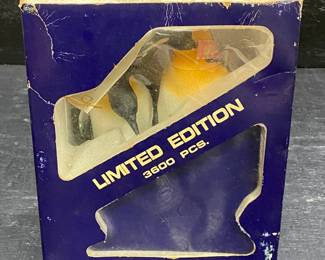 LIMITED EDITION
3600 PCS.